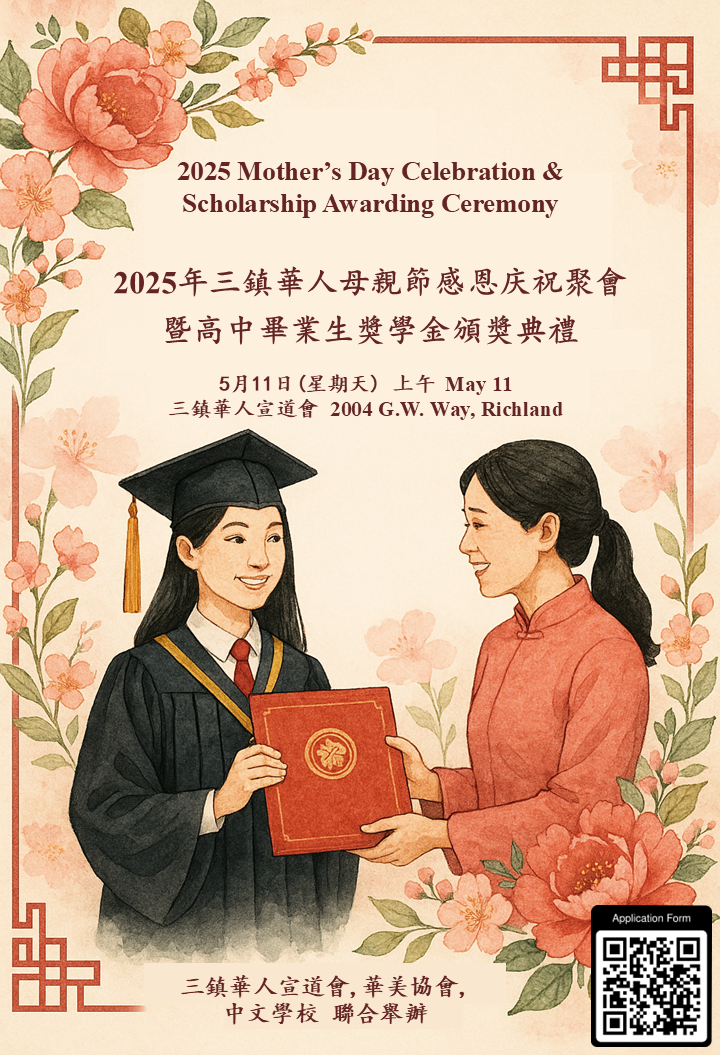 2025 Mother’s Day Celebration &
Scholarship Awarding Ceremony
2025年三鎮華人母親節感恩庆祝聚會
暨高中畢業生獎學金頒獎典禮
5月11日(星期天) 上午 May 11
三鎮華人宣道會 2004 G.W. Way, Richland
三鎮華人宣道會, 華美協會,
中文學校 聯合舉辦
Application Form